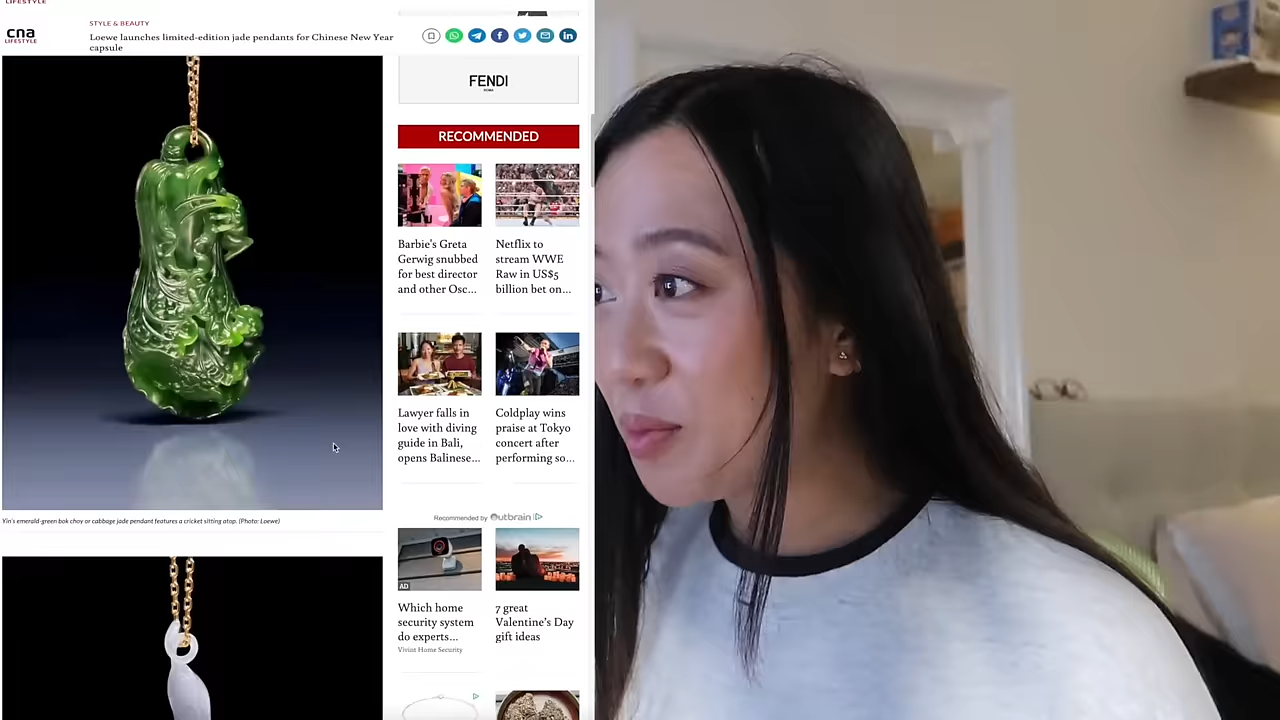 LIFESTYLE
cna
LIFESTYLE
STYLE & BEAUTY
Loewe launches limited-edition jade pendants for Chinese New Year
capsule
FENDI
ROMA
RECOMMENDED
Barbie's Greta
Gerwig snubbed
for best director
and other Osc...
Netflix to
stream WWE
Raw in US$5
billion bet on...
Lawyer falls in
love with diving
guide in Bali,
opens Balinese...
Coldplay wins
praise at Tokyo
concert after
performing so...
Yin's emerald-green bok choy or cabbage jade pendant features a cricket sitting atop. (Photo: Loewe)
Recommended by Outbrain
AD
Which home
security system
do experts...
Vivint Home Security
7 great
Valentine's Day
gift ideas